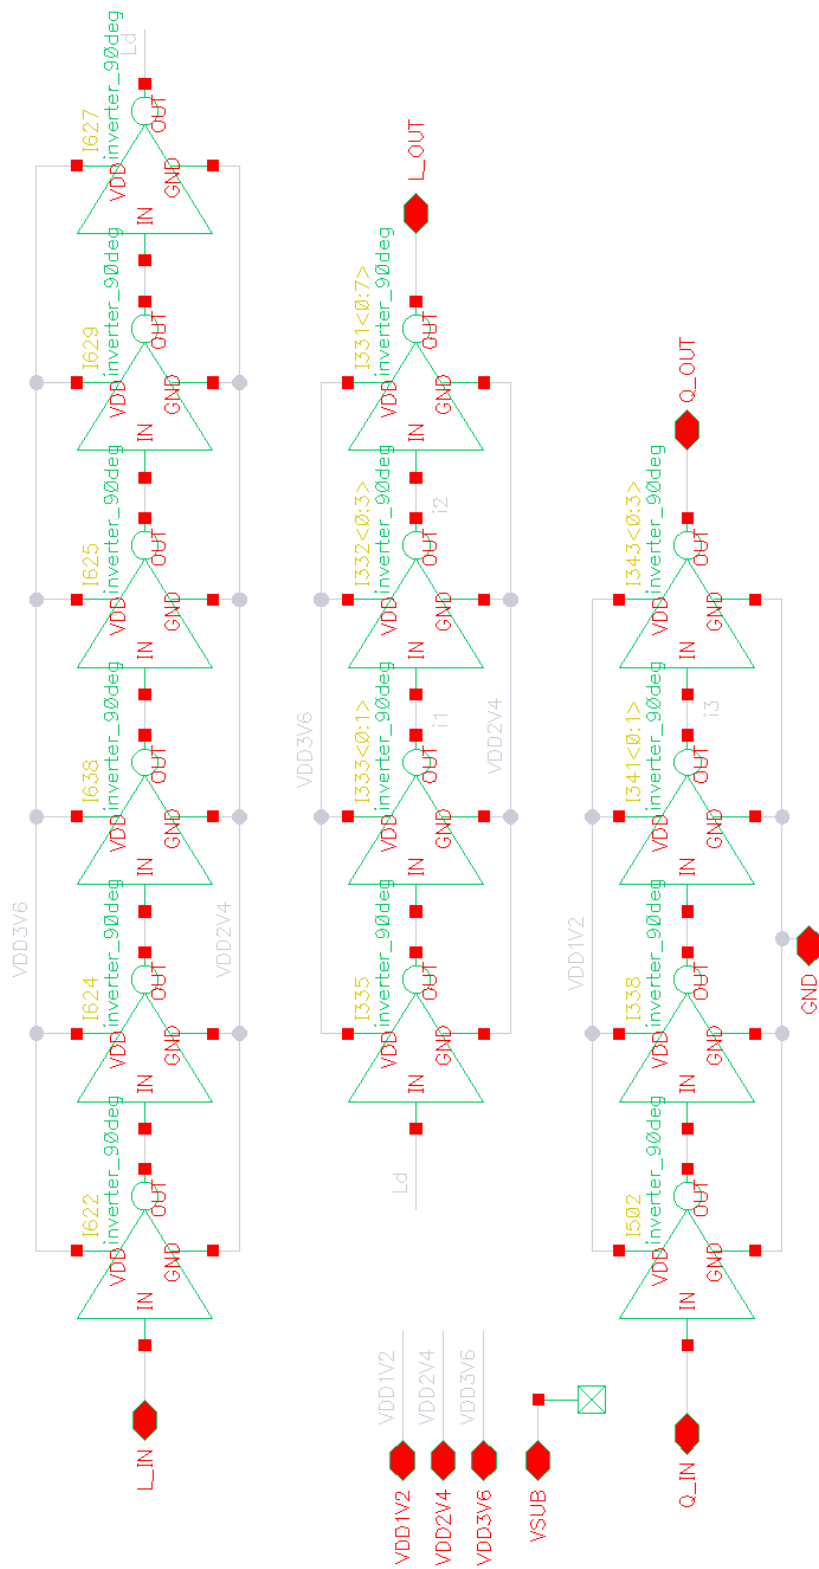 Ld
inverter_90deg
I627
VDD
GND
IN
OUT
inverter_90deg
I629
VDD
GND
IN
OUT
inverter_90deg
I625
VDD
GND
IN
OUT
inverter_90deg
I638
VDD
GND
IN
OUT
VDD3V6
VDD2V4
inverter_90deg
I624
VDD
GND
IN
OUT
inverter_90deg
I622
VDD
GND
IN
OUT
L_IN
L_OUT
inverter_90deg
I331<0:7>
VDD
GND
IN
OUT
i2
inverter_90deg
I332<0:3>
VDD
GND
IN
OUT
i1
VDD3V6
VDD2V4
inverter_90deg
I333<0:1>
VDD
GND
IN
OUT
inverter_90deg
I335
VDD
GND
IN
OUT
Ld
VDD1V2
VDD2V4
VDD3V6
VDD1V2
VDD2V4
VDD3V6
VSUB
Q_OUT
inverter_90deg
I343<0:3>
VDD
GND
IN
OUT
i3
inverter_90deg
I341<0:1>
VDD
GND
IN
OUT
VDD1V2
GND
inverter_90deg
I338
VDD
GND
IN
OUT
inverter_90deg
I502
VDD
GND
IN
OUT
Q_IN